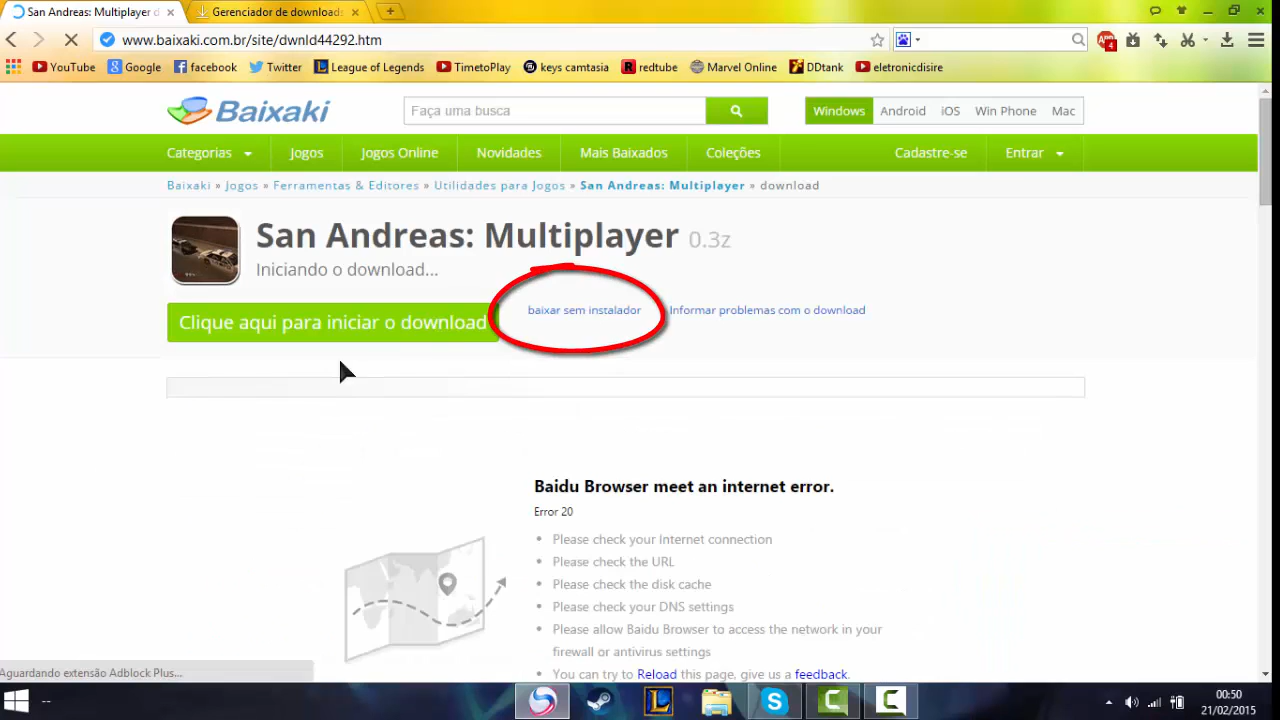 San Andreas: Multiplayer d
Gerenciador de downloads
www.baixaki.com.br/site/dwnld44292.htm
4
YouTube
Google
facebook
Twitter
League of Legends
TimetoPlay
keys camtasia
redtube
Marvel Online
DDtank
eletronicdisire
Baixaki
Faça uma busca
Windows
Android
iOS
Win Phone
Mac
Categorias
Jogos
Jogos Online
Novidades
Mais Baixados
Coleções
Cadastre-se
Entrar
Baixaki » Jogos » Ferramentas & Editores » Utilidades para Jogos » San Andreas: Multiplayer » download
San Andreas: Multiplayer 0.3z
Iniciando o download...
Clique aqui para iniciar o download
baixar sem instalador
Informar problemas com o download
Baidu Browser meet an internet error.
Error 20
Please check your Internet connection
Please check the URL
Please check the disk cache
Please check your DNS settings
Please allow Baidu Browser to access the network in your
firewall or antivirus settings
You can try to Reload this page, give us a feedback.
Aguardando extensão Adblock Plus...
--
00:50
21/02/2015